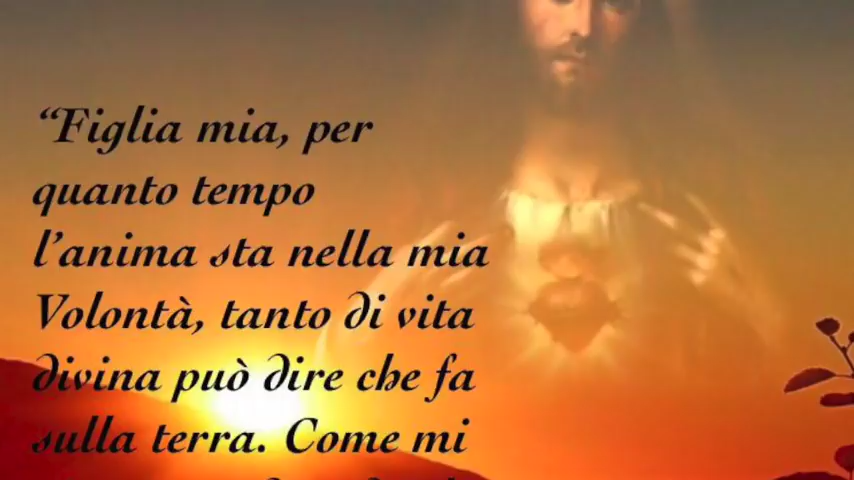 “Figlia mia, per
quanto tempo
l’anima sta nella mia
Volontà, tanto di vita
divina può dire che fa
sulla terra. Come mi